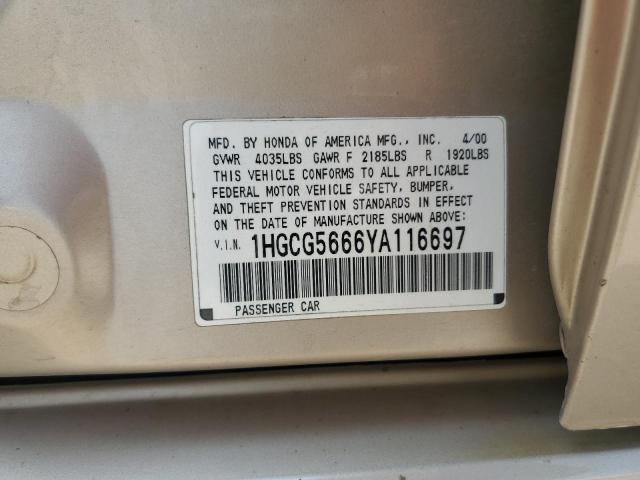 MFD. BY HONDA OF AMERICA MFG., INC. 4/00
GVWR 4035LBS GAWR F 2185LBS R 1920LBS
THIS VEHICLE CONFORMS TO ALL APPLICABLE
FEDERAL MOTOR VEHICLE SAFETY, BUMPER,
AND THEFT PREVENTION STANDARDS IN EFFECT
ON THE DATE OF MANUFACTURE SHOWN ABOVE:
V.I.N. 1HGCG5666YA116697
PASSENGER CAR